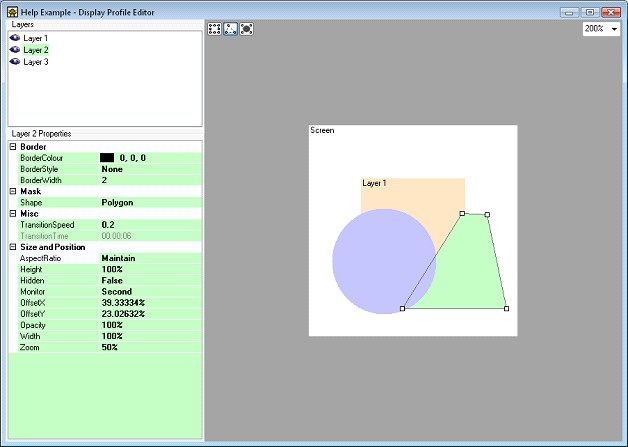 Help Example - Display Profile Editor
Layers
Layer 1
Layer 2
Layer 3
200%
Layer 2 Properties
Border
BorderColour 0, 0, 0
BorderStyle None
BorderWidth 2
Mask
Shape Polygon
Misc
TransitionSpeed 0.2
TransitionTime 00:00:06
Size and Position
AspectRatio Maintain
Height 100%
Hidden False
Monitor Second
OffsetX 39.33334%
OffsetY 23.02632%
Opacity 100%
Width 100%
Zoom 50%
Screen
Layer 1